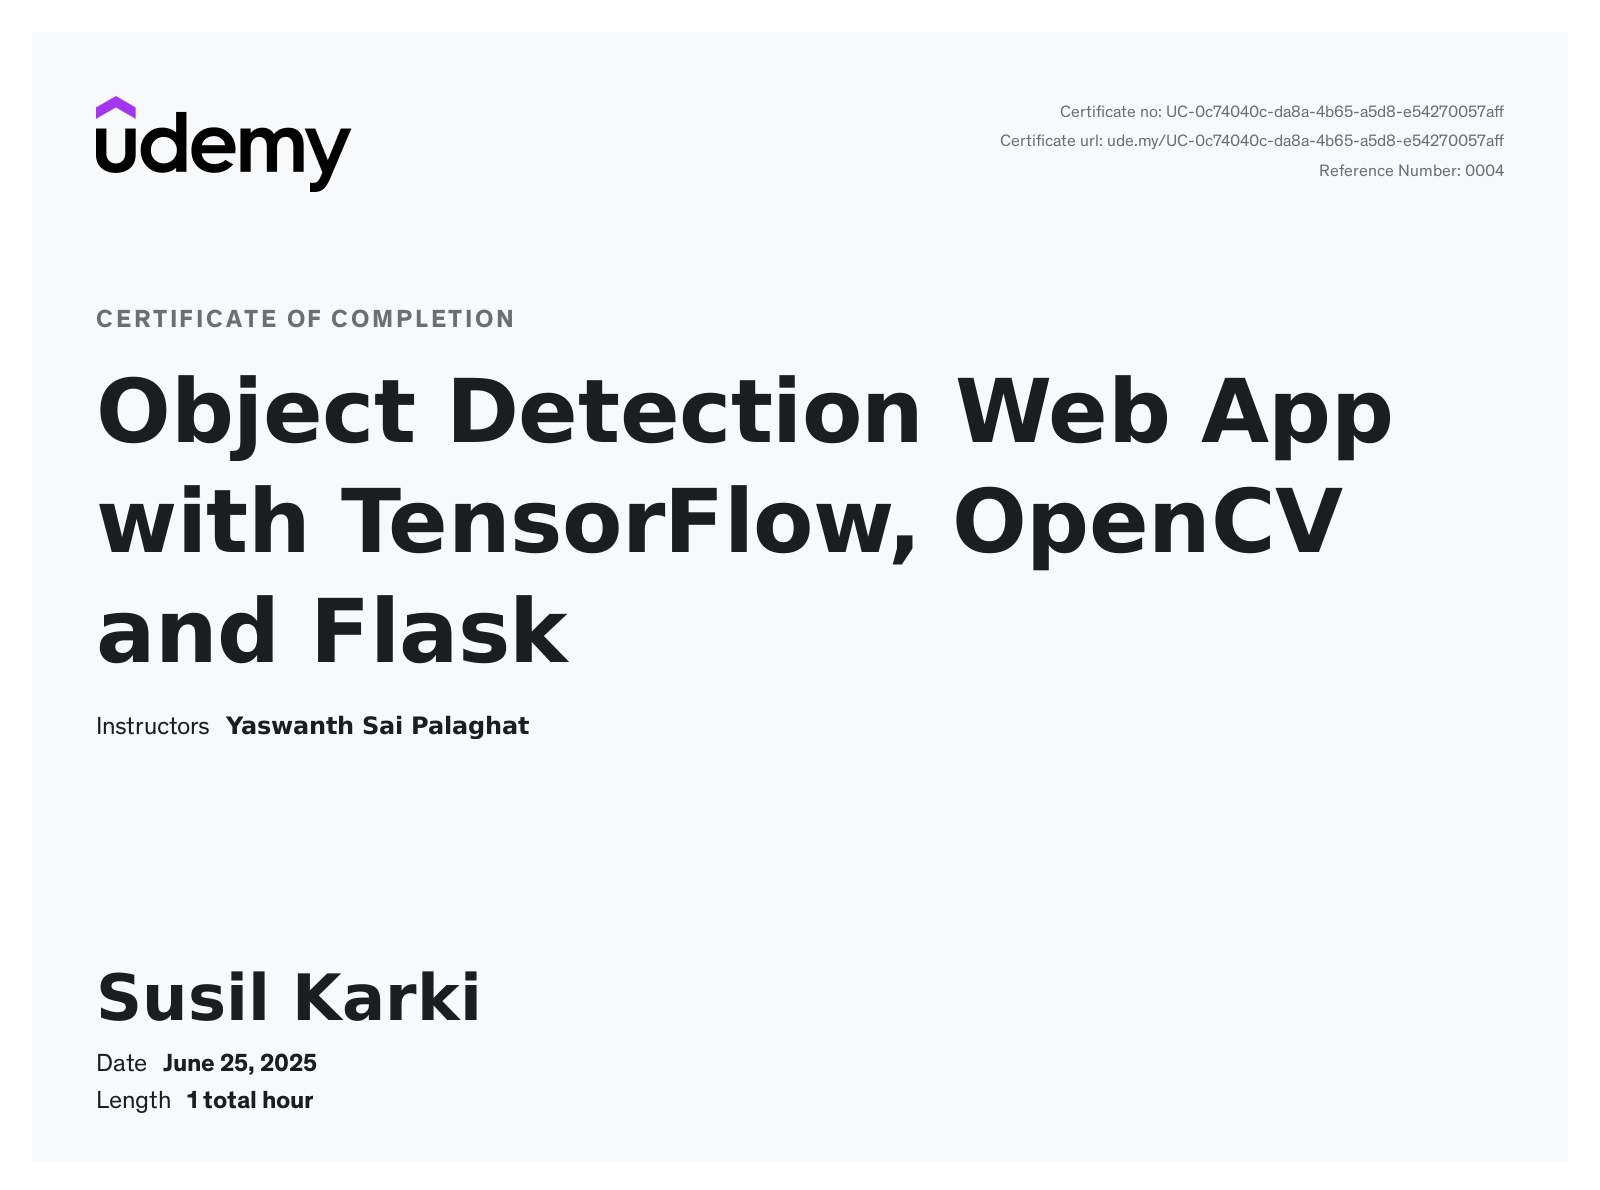 udemy
Certificate no: UC-0c74040c-da8a-4b65-a5d8-e54270057aff
Certificate url: ude.my/UC-0c74040c-da8a-4b65-a5d8-e54270057aff
Reference Number: 0004
CERTIFICATE OF COMPLETION
Object Detection Web App
with TensorFlow, OpenCV
and Flask
Instructors Yaswanth Sai Palaghat
Susil Karki
Date June 25, 2025
Length 1 total hour